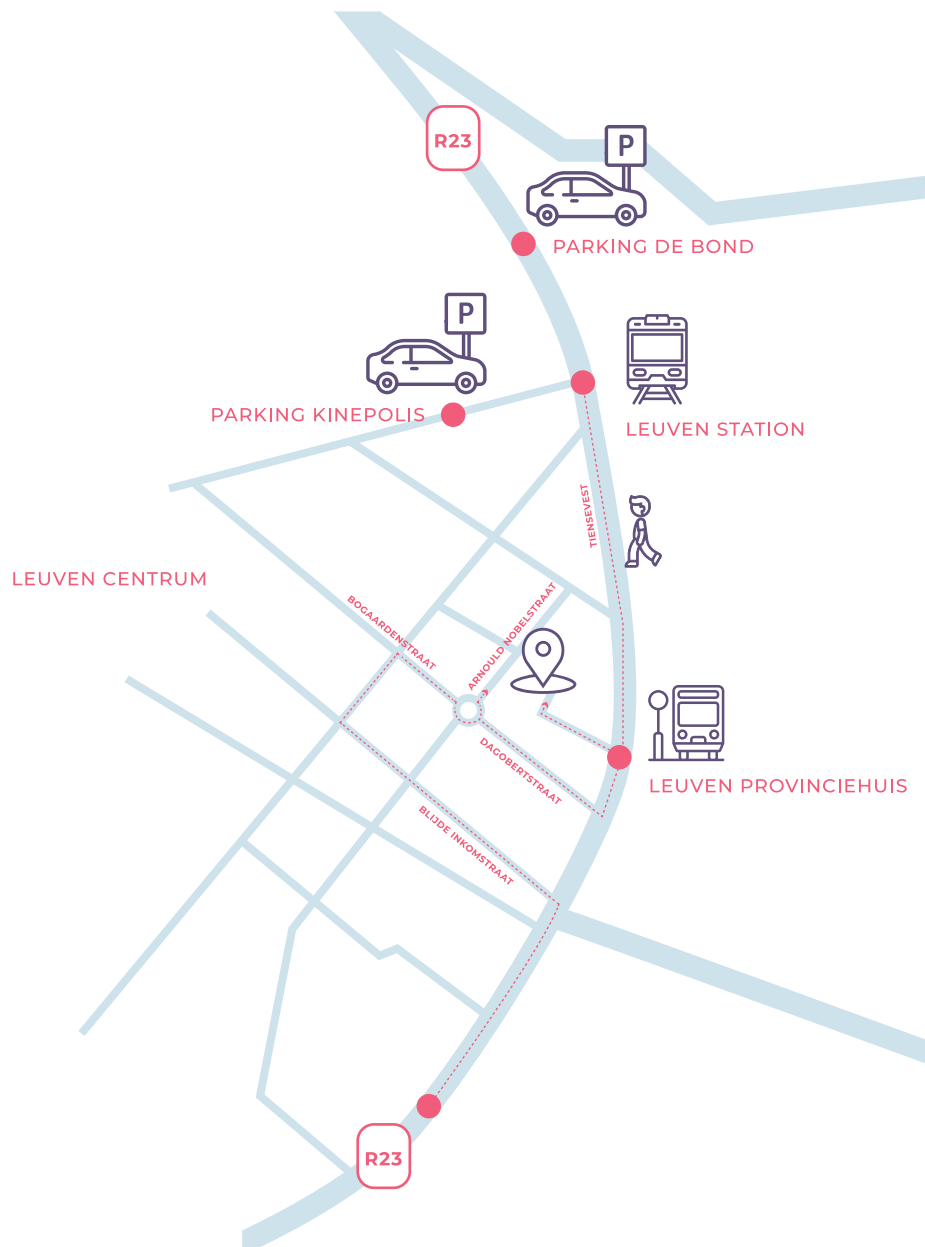 R23
P
PARKING DE BOND
P
PARKING KINEPOLIS
LEUVEN STATION
TIENSEVEST
LEUVEN CENTRUM
BOGAARDENSTRAAT
ARNOULD NOBELSTRAAT
DAGOBERTSTRAAT
LEUVEN PROVINCIEHUIS
BLIJDE INKOMSTRAAT
R23